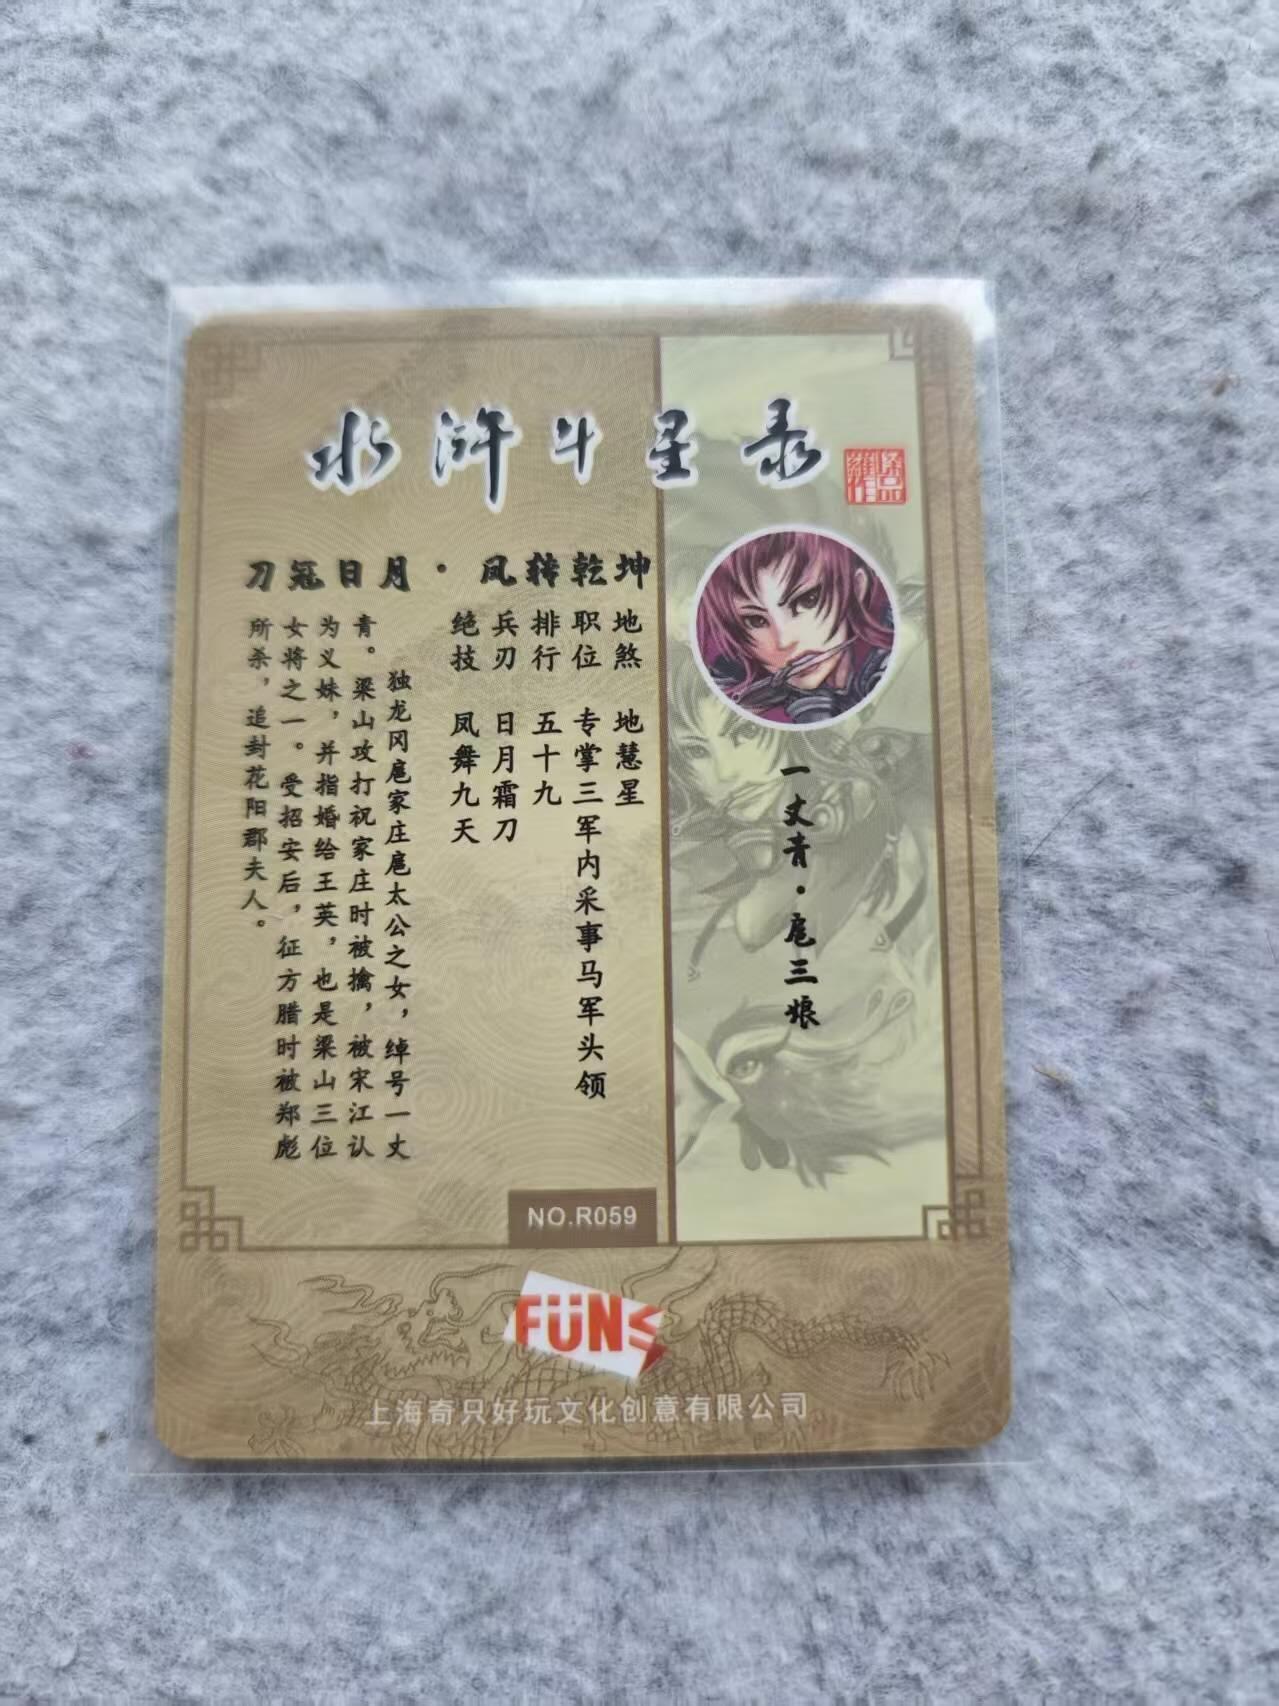 水浒斗星录
刀冠日月·凤转乾坤
地煞 地慧星
职位 专掌三军内采事马军头领
排行 五十九
兵刃 日月霜刀
绝技 凤舞九天
独龙冈扈家庄扈太公之女，绰号一丈
青。梁山攻打祝家庄时被擒，被宋江认
为义妹，并指婚给王英，也是梁山三位
女将之一。受招安后，征方腊时被郑彪
所杀，追封花阳郡夫人。
一丈青·扈三娘
NO.R059
FÜNS
上海奇只好玩文化创意有限公司